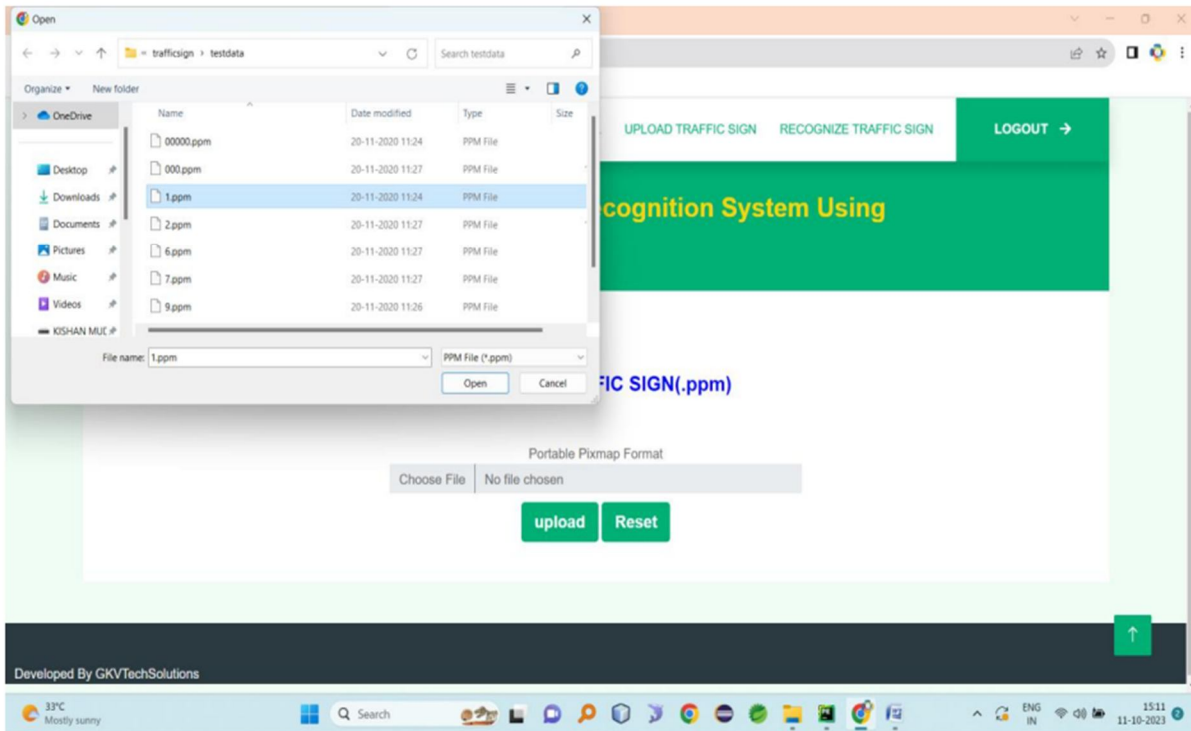 Open
trafficsign › testdata
Search testdata
Organize
New folder
Name
Date modified
Type
Size
OneDrive
Desktop
Downloads
Documents
Pictures
Music
Videos
KISHAN MUD
00000.ppm 20-11-2020 11:24 PPM File
000.ppm 20-11-2020 11:27 PPM File
1.ppm 20-11-2020 11:24 PPM File
2.ppm 20-11-2020 11:27 PPM File
6.ppm 20-11-2020 11:27 PPM File
7.ppm 20-11-2020 11:27 PPM File
9.ppm 20-11-2020 11:26 PPM File
File name: 1.ppm
PPM File (*.ppm)
Open
Cancel
UPLOAD TRAFFIC SIGN
RECOGNIZE TRAFFIC SIGN
LOGOUT →
cognition System Using
FIC SIGN(.ppm)
Portable Pixmap Format
Choose File
No file chosen
upload
Reset
Developed By GKVTechSolutions
33°C
Mostly sunny
Search
ENG
IN
15:11
11-10-2023